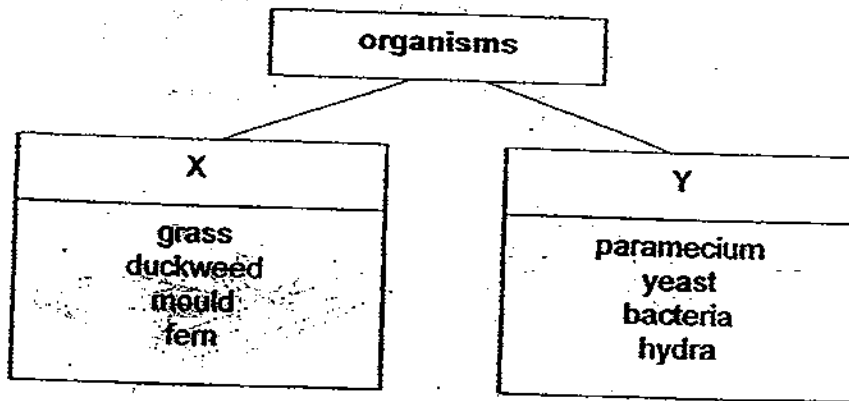 organisms
X
grass
duckweed
mould
fern
Y
paramecium
yeast
bacteria
hydra